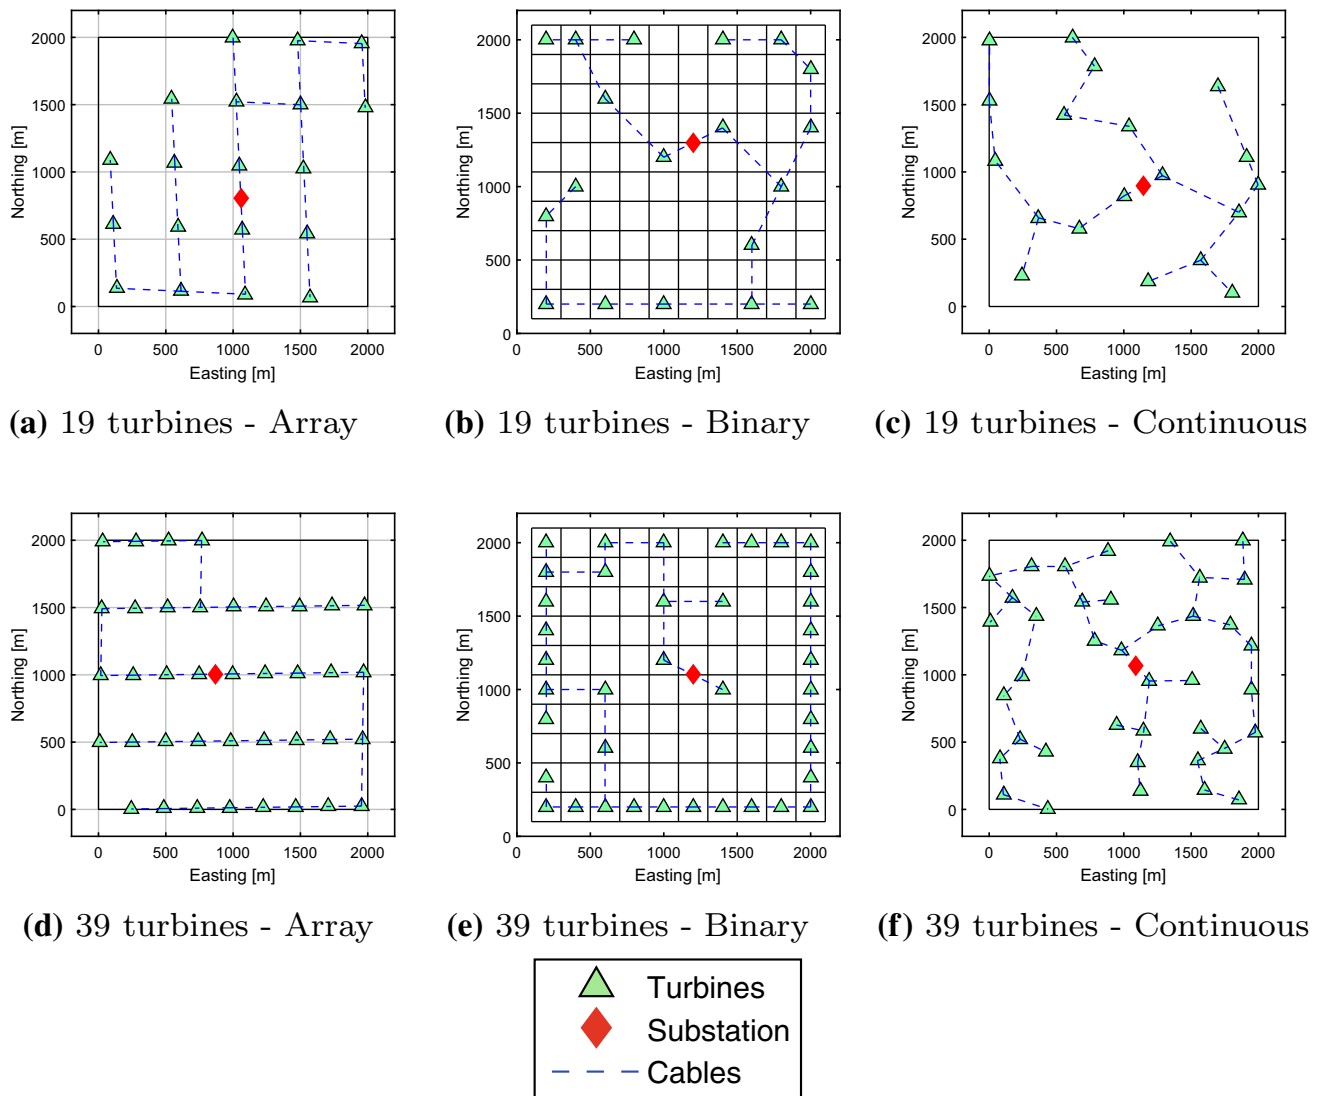 2000
1500
1000
500
0
Northing [m]
0 500 1000 1500 2000
Easting [m]
(a) 19 turbines - Array
2000
1500
1000
500
0
Northing [m]
0 500 1000 1500 2000
Easting [m]
(b) 19 turbines - Binary
2000
1500
1000
500
0
Northing [m]
0 500 1000 1500 2000
Easting [m]
(c) 19 turbines - Continuous
2000
1500
1000
500
0
Northing [m]
0 500 1000 1500 2000
Easting [m]
(d) 39 turbines - Array
2000
1500
1000
500
0
Northing [m]
0 500 1000 1500 2000
Easting [m]
(e) 39 turbines - Binary
2000
1500
1000
500
0
Northing [m]
0 500 1000 1500 2000
Easting [m]
(f) 39 turbines - Continuous
Turbines
Substation
Cables